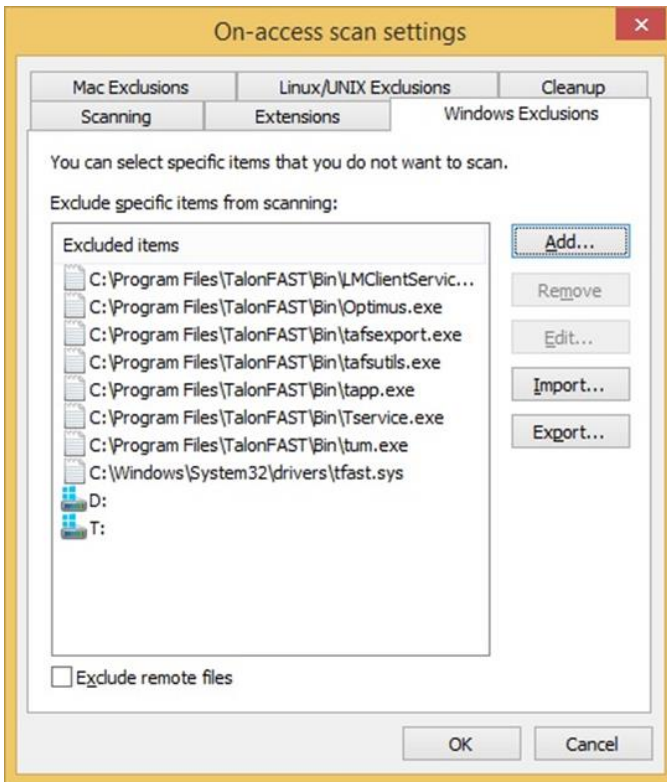 On-access scan settings
Mac Exclusions Linux/UNIX Exclusions Cleanup
Scanning Extensions Windows Exclusions
You can select specific items that you do not want to scan.
Exclude specific items from scanning:
Excluded items
C:\Program Files\TalonFAST\Bin\LMClientServic...
C:\Program Files\TalonFAST\Bin\Optimus.exe
C:\Program Files\TalonFAST\Bin\tafsexport.exe
C:\Program Files\TalonFAST\Bin\tafsutils.exe
C:\Program Files\TalonFAST\Bin\tapp.exe
C:\Program Files\TalonFAST\Bin\Tservice.exe
C:\Program Files\TalonFAST\Bin\tum.exe
C:\Windows\System32\drivers\tfast.sys
D:
T:
Add...
Remove
Edit...
Import...
Export...
Exclude remote files
OK Cancel